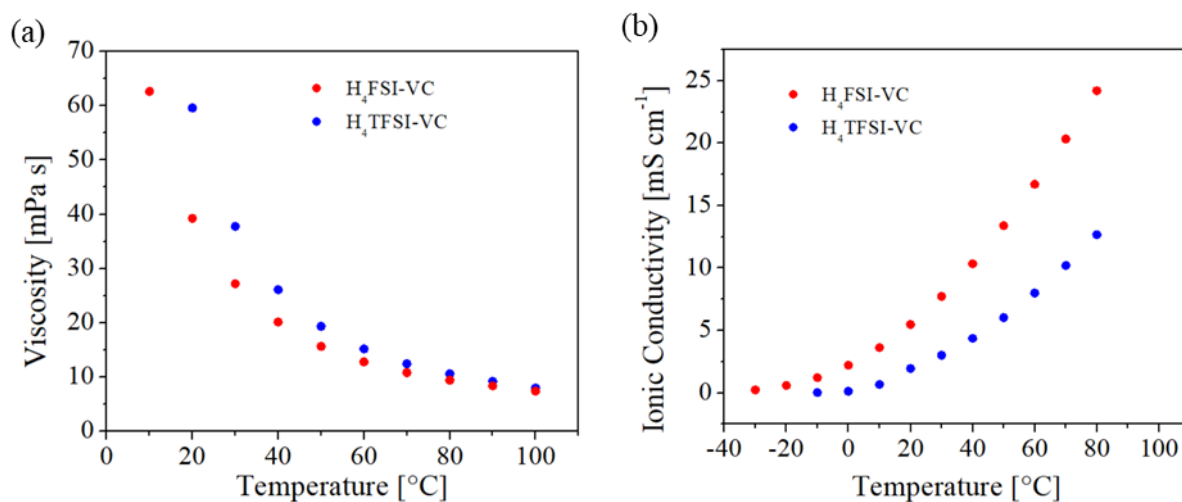 (a)
70
60
50
40
30
20
10
0
Viscosity [mPa s]
H₄FSI-VC
H₄TFSI-VC
0 20 40 60 80 100
Temperature [°C]
(b)
25
20
15
10
5
0
Ionic Conductivity [mS cm⁻¹]
H₄FSI-VC
H₄TFSI-VC
-40 -20 0 20 40 60 80 100
Temperature [°C]